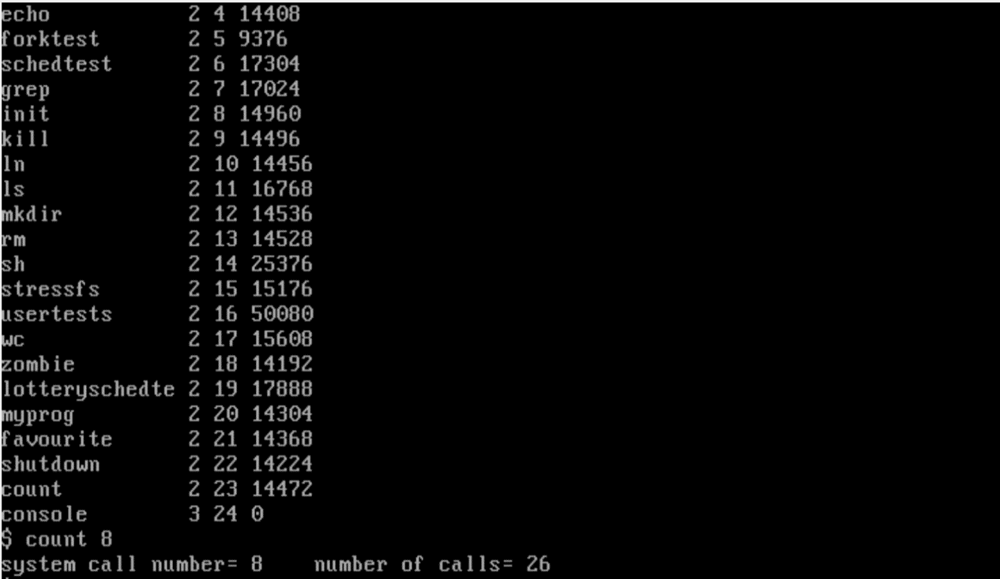 echo           2 4 14408
forktest       2 5 9376
schedtest      2 6 17304
grep           2 7 17024
init           2 8 14960
kill           2 9 14496
ln             2 10 14456
ls             2 11 16768
mkdir          2 12 14536
rm             2 13 14528
sh             2 14 25376
stressfs       2 15 15176
usertests      2 16 50080
wc             2 17 15608
zombie         2 18 14192
lotteryschedte 2 19 17888
myprog         2 20 14304
favourite      2 21 14368
shutdown       2 22 14224
count          2 23 14472
console        3 24 0
$ count 8
system call number= 8    number of calls= 26